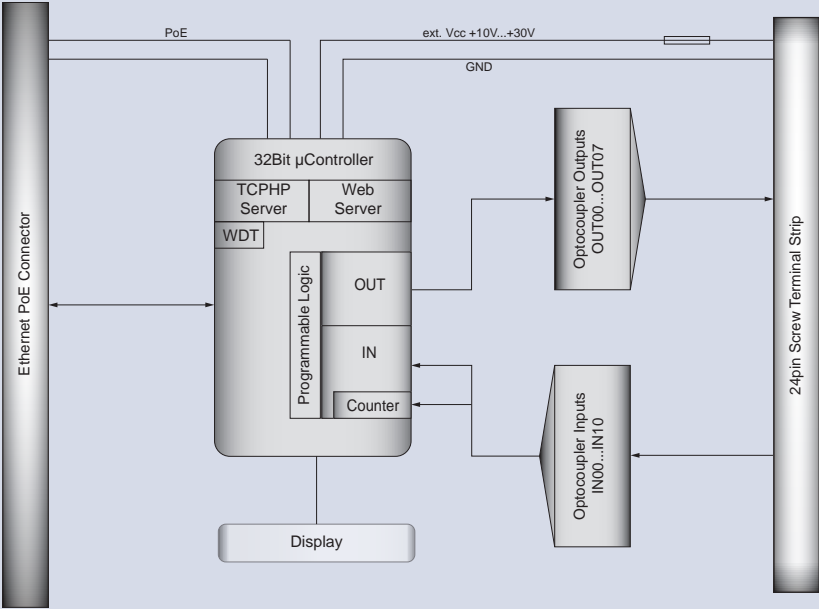 PoE
ext. Vcc +10V...+30V
GND
Ethernet PoE Connector
32Bit µController
TCPHP
Server
Web
Server
WDT
Programmable Logic
OUT
IN
Counter
Display
Optocoupler Outputs
OUT00...OUT07
Optocoupler Inputs
IN00...IN10
24pin Screw Terminal Strip